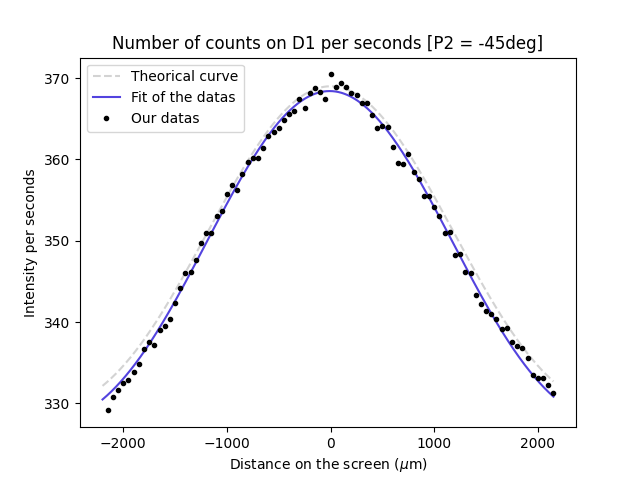 Number of counts on D1 per seconds [P2 = -45deg]
Theorical curve
Fit of the datas
Our datas
370
360
350
340
330
Intensity per seconds
−2000 −1000 0 1000 2000
Distance on the screen (μm)